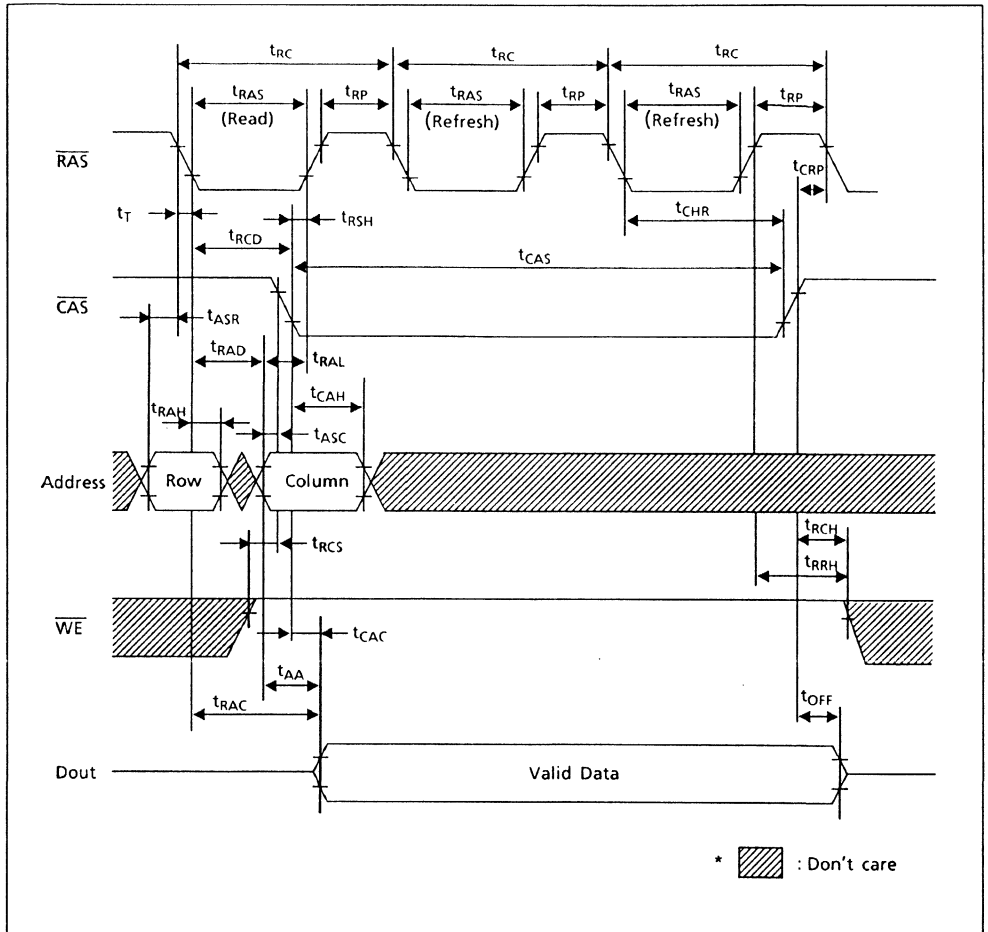 tRC tRC tRC
tRAS tRP tRAS tRP tRAS tRP
(Read) (Refresh) (Refresh)
RAS
tCRP
tT tRSH tCHR
tRCD
tCAS
CAS
tASR
tRAD tRAL
tCAH
tRAH
tASC
Address Row Column
tRCH
tRCS
tRRH
WE
tCAC
tAA
tRAC tOFF
Dout Valid Data
* : Don't care